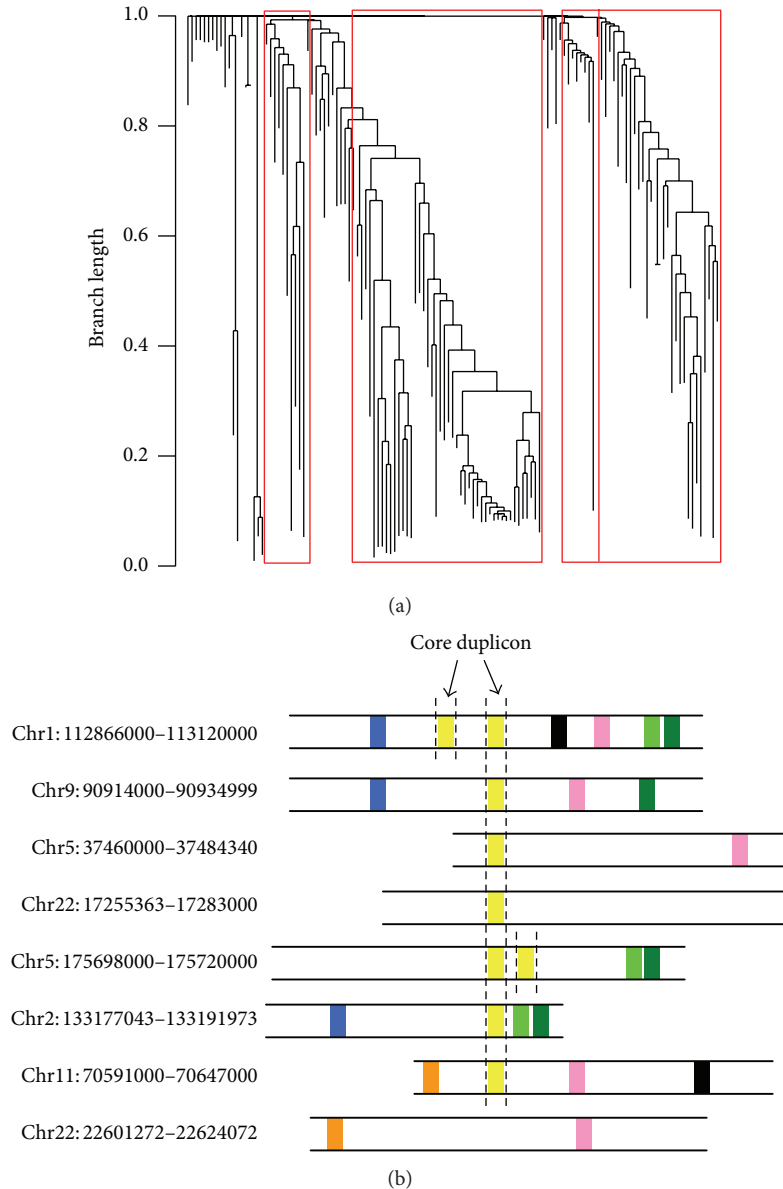 1.0
0.8
0.6
0.4
0.2
0.0
Branch length
(a)
Core duplicon
Chr1: 112866000–113120000
Chr9: 90914000–90934999
Chr5: 37460000–37484340
Chr22: 17255363–17283000
Chr5: 175698000–175720000
Chr2: 133177043–133191973
Chr11: 70591000–70647000
Chr22: 22601272–22624072
(b)